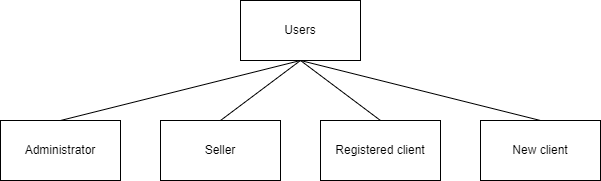 Users
Administrator
Seller
Registered client
New client